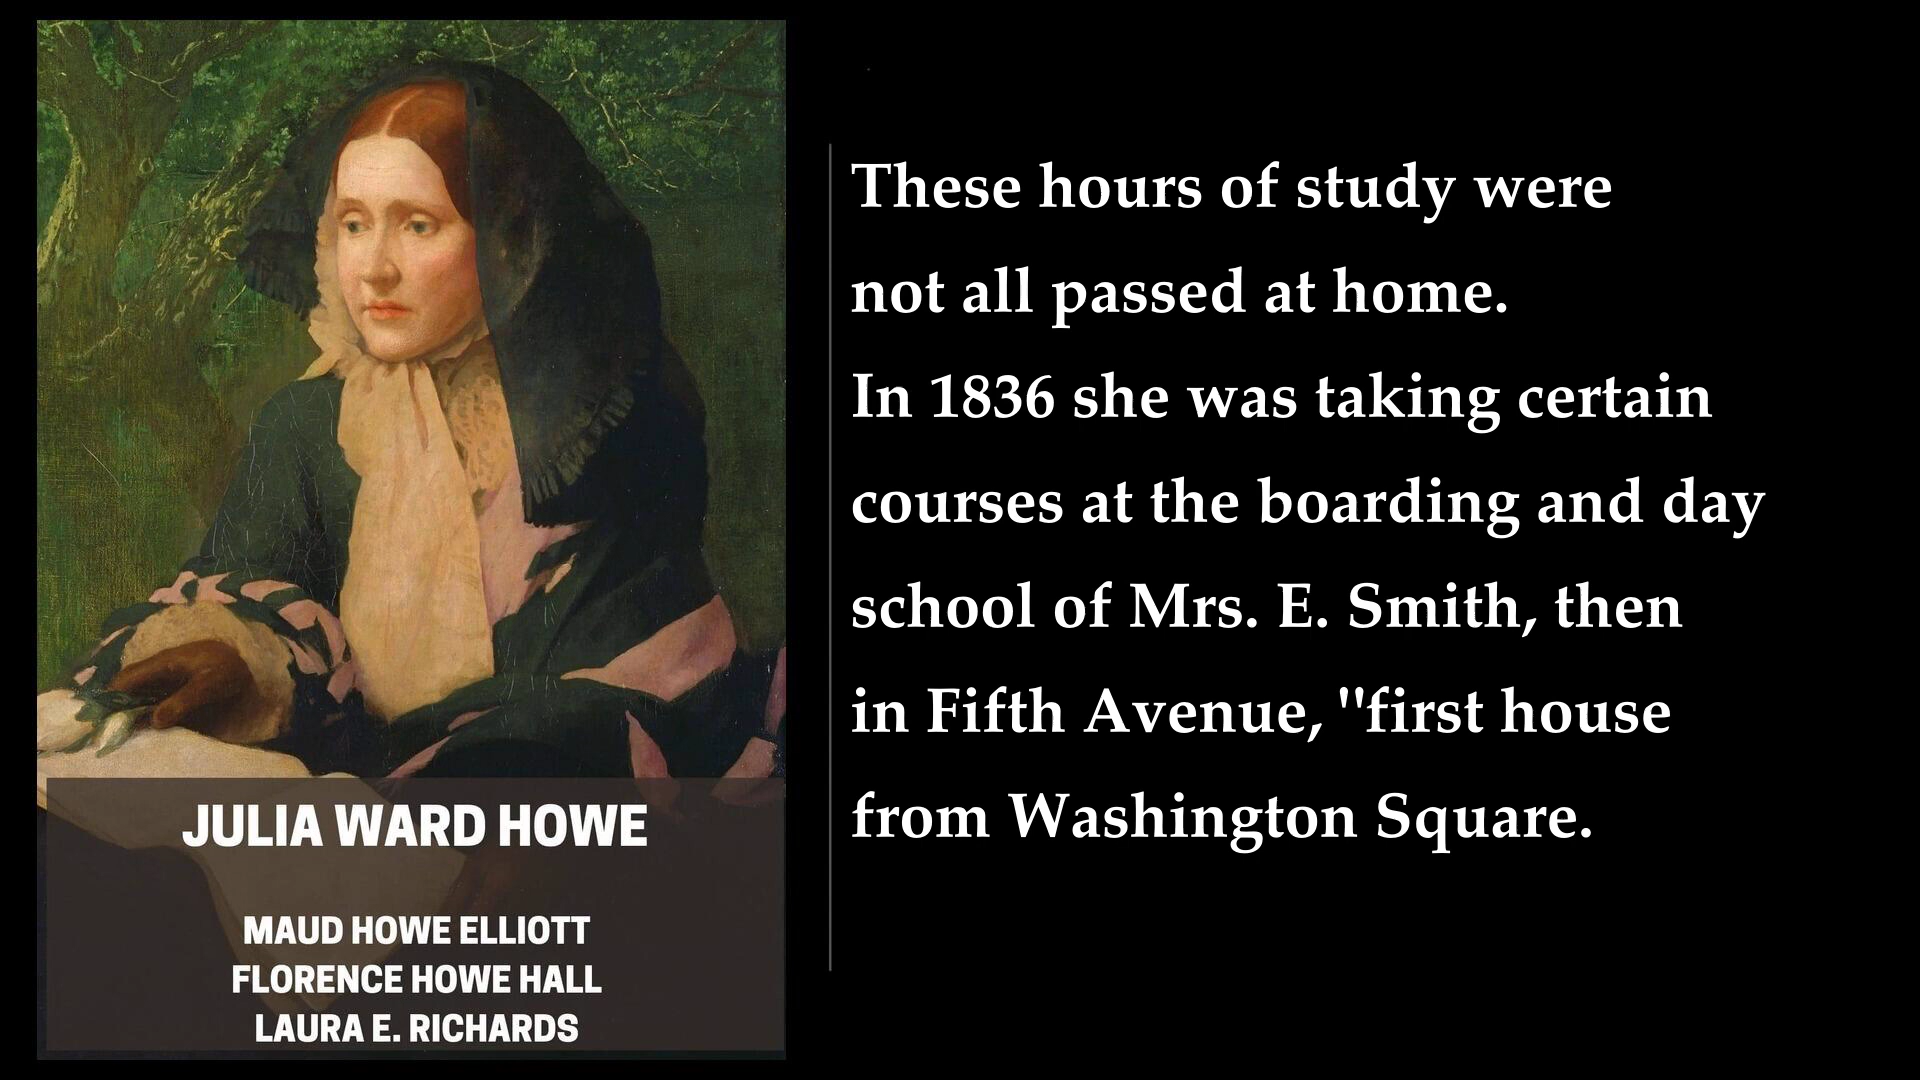 JULIA WARD HOWE
MAUD HOWE ELLIOTT
FLORENCE HOWE HALL
LAURA E. RICHARDS
These hours of study were
not all passed at home.
In 1836 she was taking certain
courses at the boarding and day
school of Mrs. E. Smith, then
in Fifth Avenue, "first house
from Washington Square.